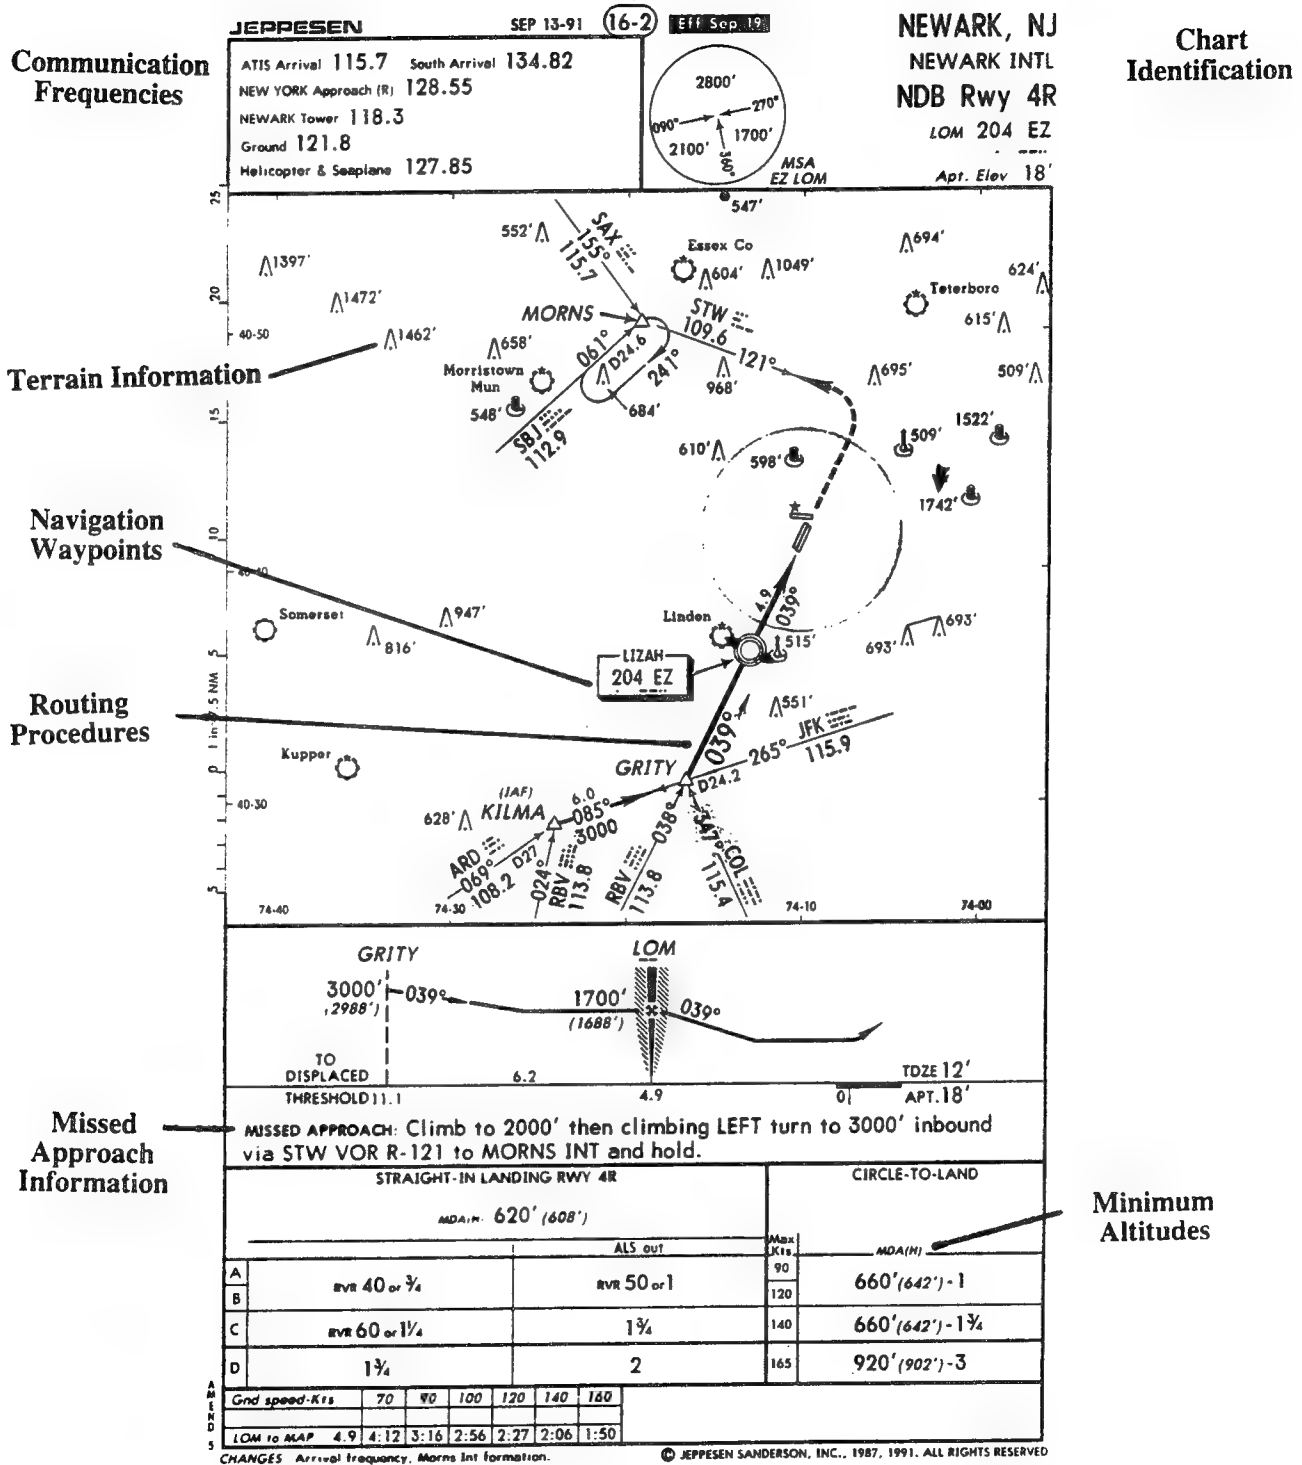 JEPPESEN SEP 13-91 16-2 Eff Sep 19
NEWARK, NJ
NEWARK INTL
NDB Rwy 4R
LOM 204 EZ
Apt. Elev 18'
Chart
Identification
Communication
Frequencies
ATIS Arrival 115.7 South Arrival 134.82
NEW YORK Approach (R) 128.55
NEWARK Tower 118.3
Ground 121.8
Helicopter & Seaplane 127.85
2800'
270°
090°
1700'
2100'
360°
MSA
EZ LOM
25
547'
552'
SAX
155°
115.7
Essex Co
694'
1397'
604'
1049'
624'
1472'
20
Teterboro
MORNS
STW
109.6
615'
40-50
1462'
658'
061°
D24.6
241°
121°
Terrain Information
Morristown
Mun
968'
695'
509'
548'
684'
15
SBJ
112.9
1522'
509'
610'
598'
1742'
Navigation
Waypoints
10
40-40
4.9
039°
Somerset
947'
Linden
816'
515'
693'
693'
5
LIZAH
204 EZ
Routing
Procedures
1 in = 7.5 NM
551'
039°
JFK
265°
115.9
Kupper
GRITY
D24.2
0
(IAF)
KILMA
6.0
085°
3000
40-30
628'
038°
347°
ARD
069°
D27
108.2
024°
RBV
113.8
RBV
113.8
COL
115.4
5
74-40
74-30
74-10
74-00
GRITY
LOM
3000'
039°
1700'
039°
(2988')
(1688')
TO
DISPLACED
6.2
TDZE 12'
THRESHOLD 11.1
4.9
0
APT. 18'
Missed
Approach
Information
MISSED APPROACH: Climb to 2000' then climbing LEFT turn to 3000' inbound
via STW VOR R-121 to MORNS INT and hold.
STRAIGHT-IN LANDING RWY 4R
CIRCLE-TO-LAND
MDA(H) 620' (608')
Minimum
Altitudes
ALS out
Max
Kts
MDA(H)
A
B
RVR 40 or ¾
RVR 50 or 1
90
120
660' (642') - 1
C
RVR 60 or 1¼
1¾
140
660' (642') - 1¾
D
1¾
2
165
920' (902') - 3
AMEND 5
Gnd speed-Kts 70 90 100 120 140 160
LOM to MAP 4.9 4:12 3:16 2:56 2:27 2:06 1:50
CHANGES Arrival frequency, Morns Int formation.
© JEPPESEN SANDERSON, INC., 1987, 1991. ALL RIGHTS RESERVED